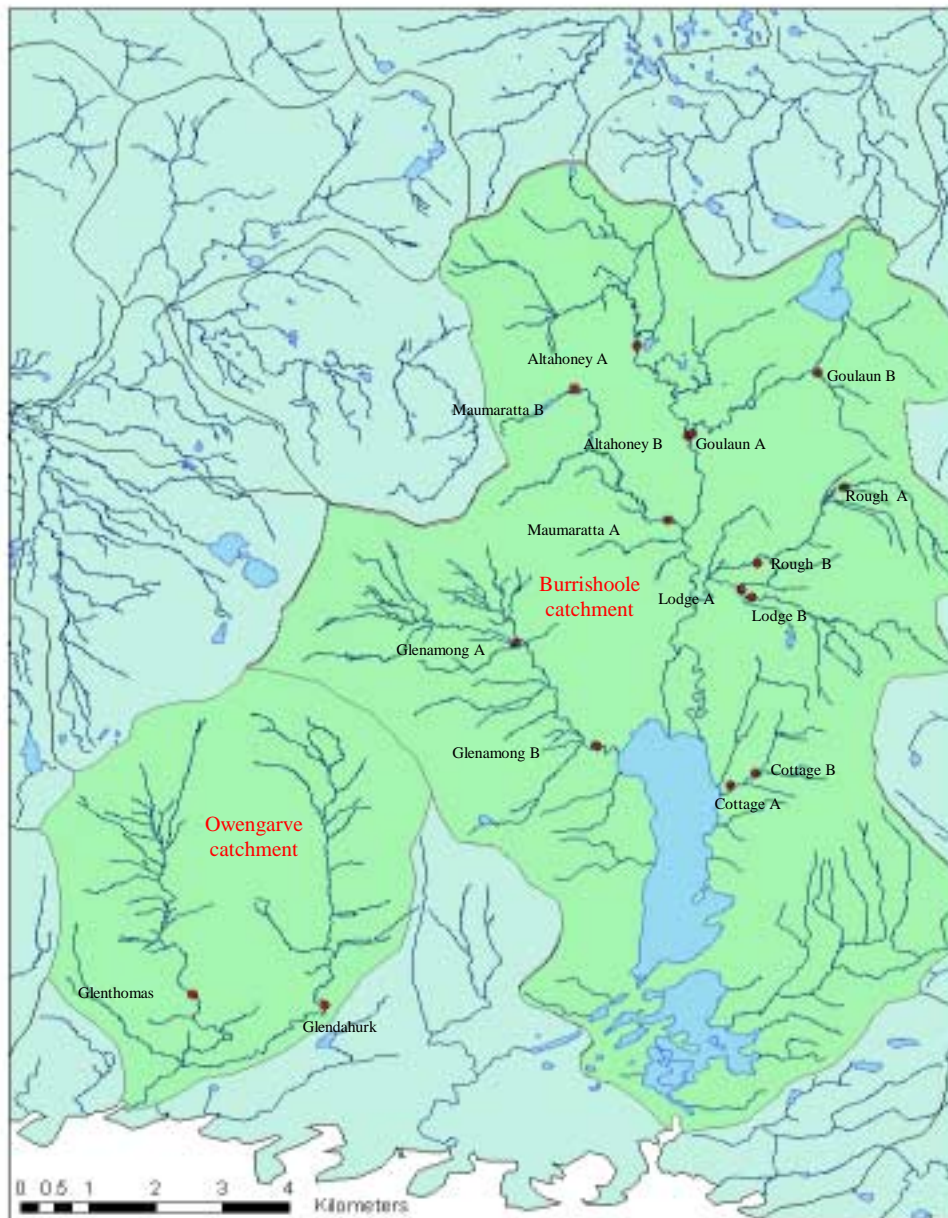 Altahoney A
Goulaun B
Maumaratta B
Altahoney B
Goulaun A
Rough A
Maumaratta A
Rough B
Burrishoole
catchment
Lodge A
Lodge B
Glenamong A
Glenamong B
Cottage B
Cottage A
Owengarve
catchment
Glenthomas
Glendahurk
0 0.5 1 2 3 4
Kilometers